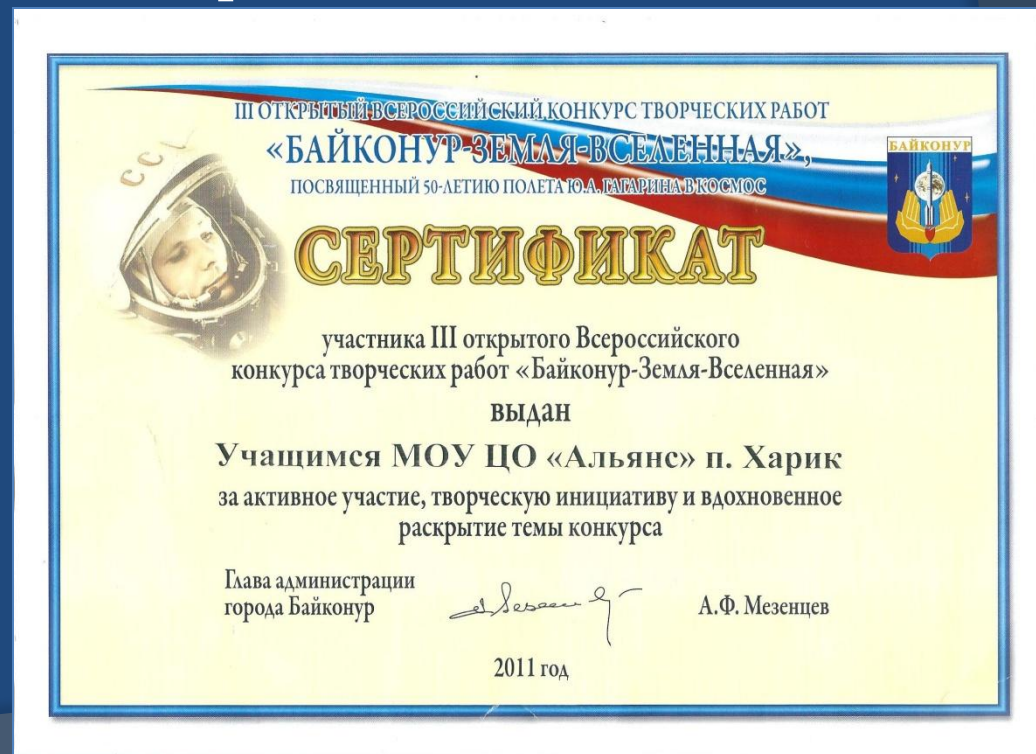 III ОТКРЫТЫЙ ВСЕРОССИЙСКИЙ КОНКУРС ТВОРЧЕСКИХ РАБОТ
«БАЙКОНУР-ЗЕМЛЯ-ВСЕЛЕННАЯ»,
ПОСВЯЩЕННЫЙ 50-ЛЕТИЮ ПОЛЕТА Ю.А. ГАГАРИНА В КОСМОС
БАЙКОНУР
СССР
СЕРТИФИКАТ
участника III открытого Всероссийского
конкурса творческих работ «Байконур-Земля-Вселенная»
выдан
Учащимся МОУ ЦО «Альянс» п. Харик
за активное участие, творческую инициативу и вдохновенное
раскрытие темы конкурса
Глава администрации
города Байконур
А.Ф. Мезенцев
2011 год